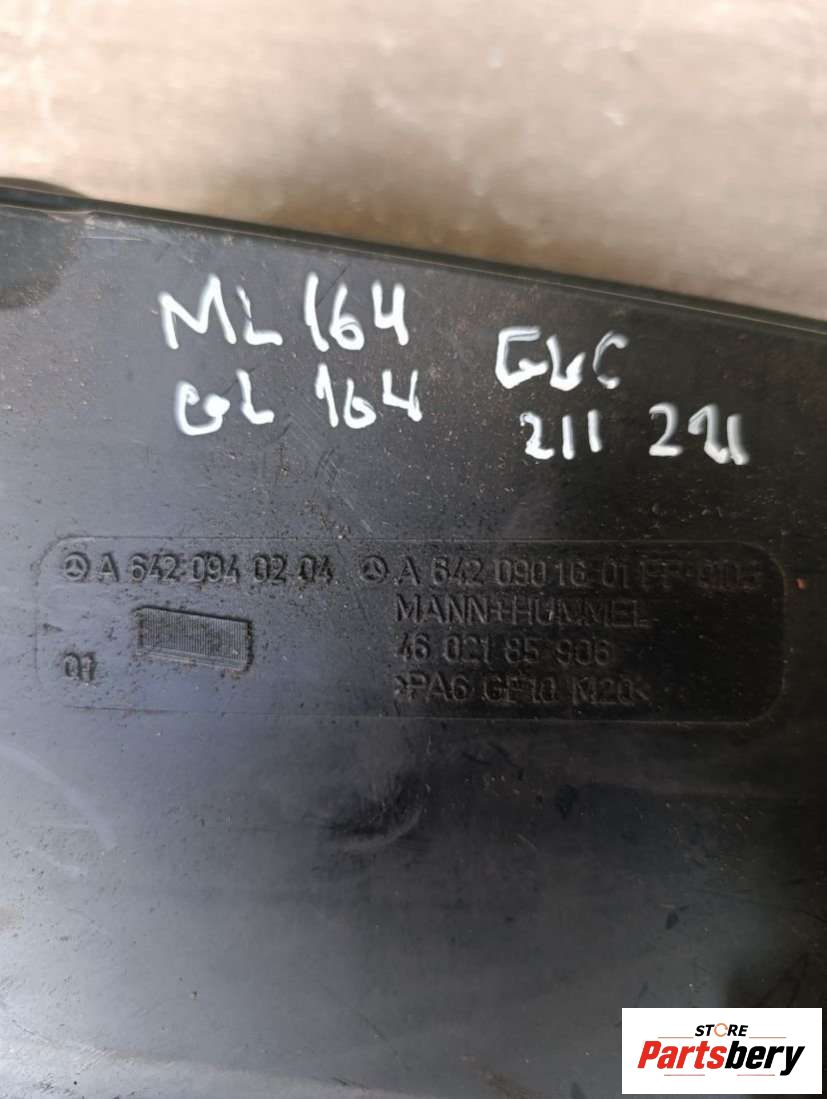 ML 164
GL 164
GLC
211 221
A 642 094 02 04
A 642 090 16 01
MANN+HUMMEL
46 021 85 906
>PA6 GF10 M20<
01
STORE
Partsbery